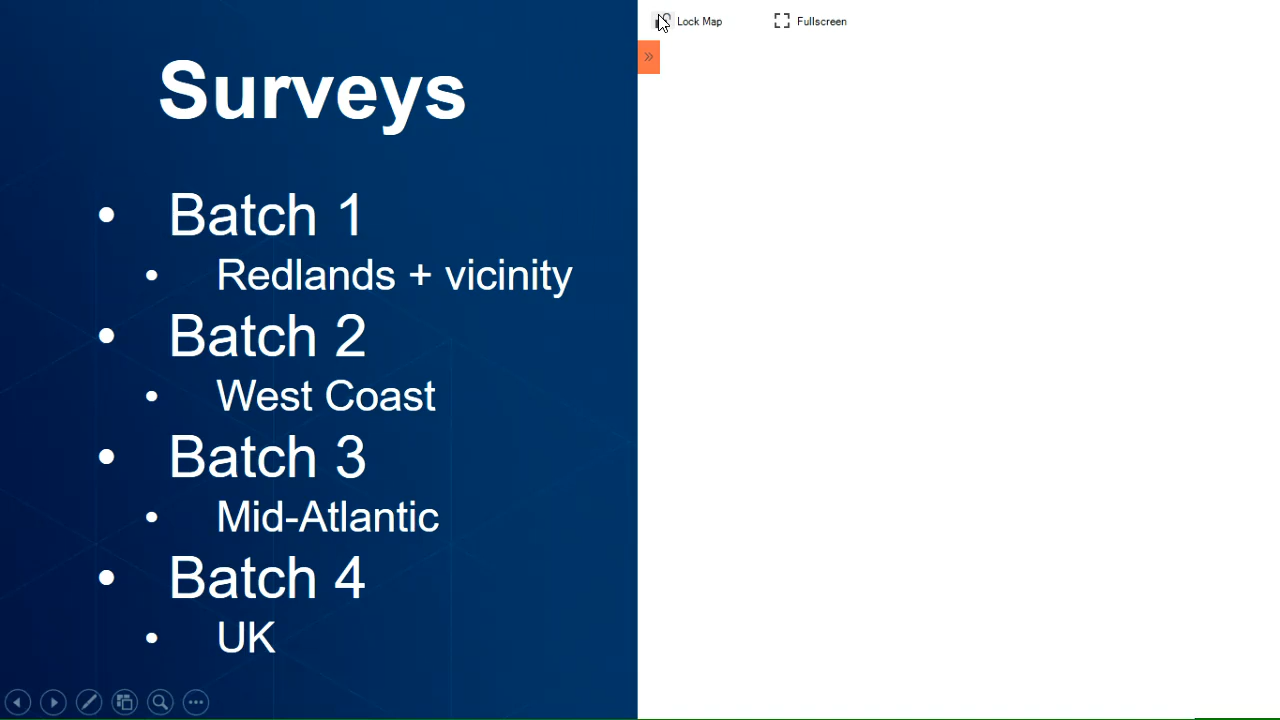 Surveys
• Batch 1
• Redlands + vicinity
• Batch 2
• West Coast
• Batch 3
• Mid-Atlantic
• Batch 4
• UK
Lock Map
Fullscreen